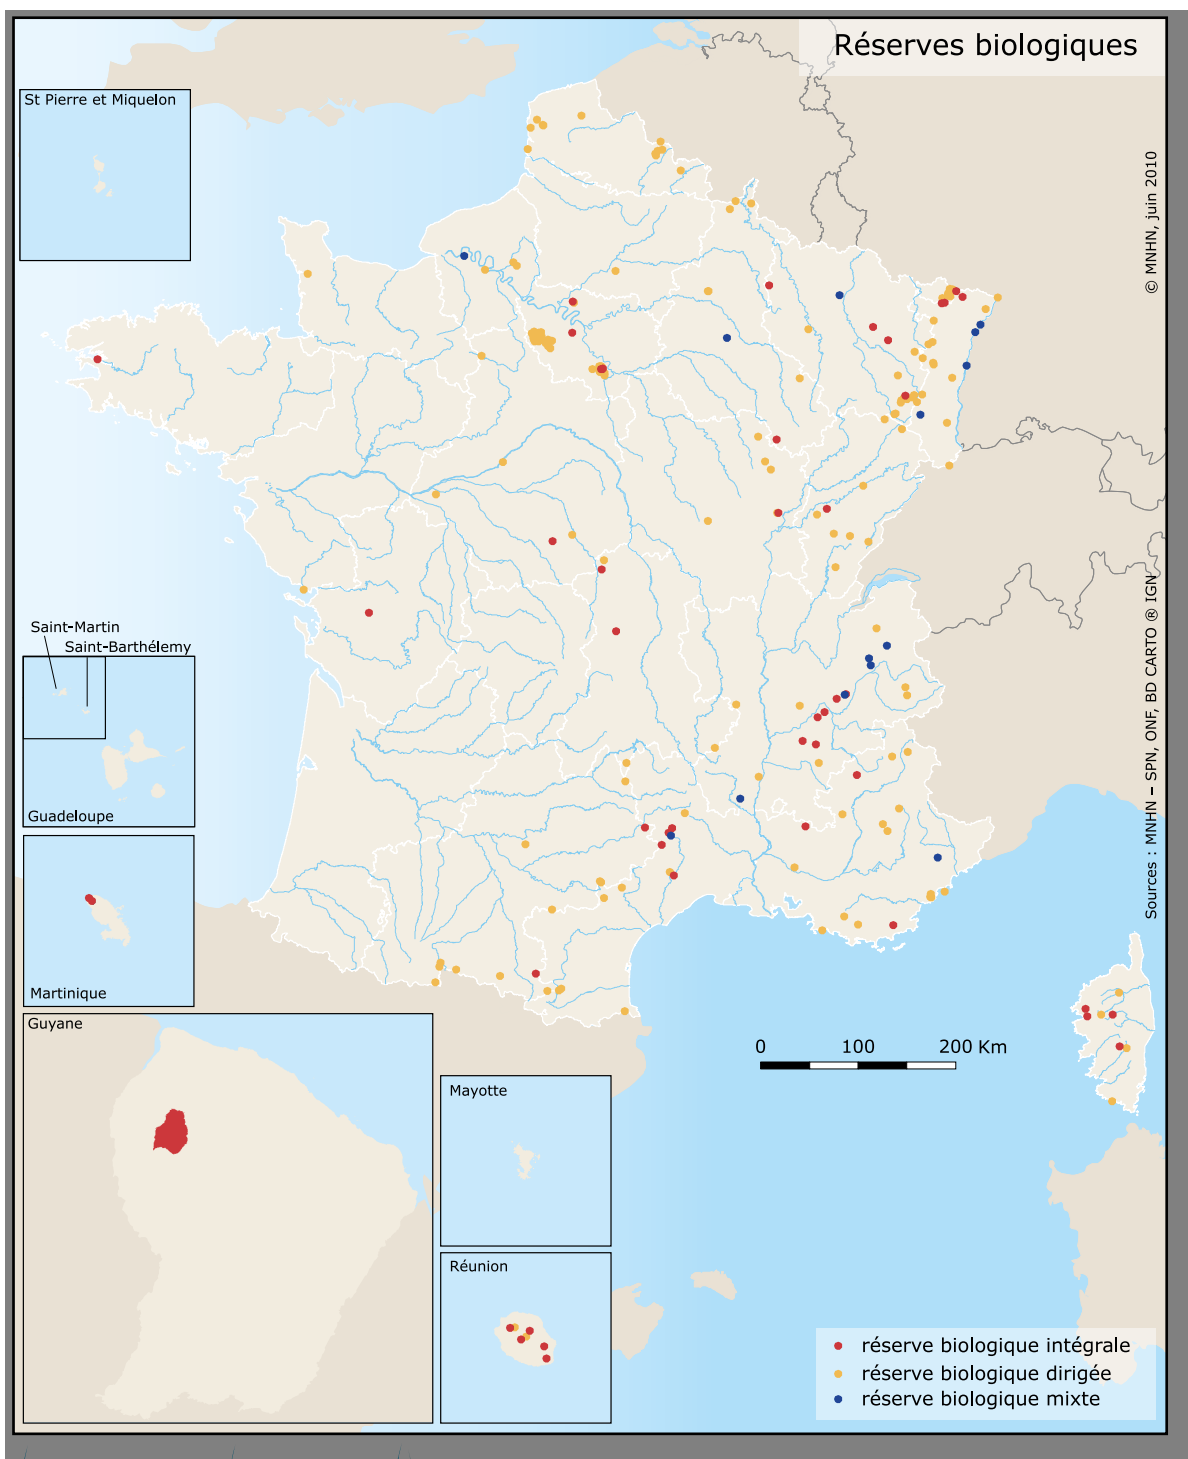 Réserves biologiques
St Pierre et Miquelon
© MNHN, juin 2010
Saint-Martin
Saint-Barthélemy
Guadeloupe
Martinique
Guyane
Mayotte
Réunion
0 100 200 Km
Sources : MNHN – SPN, ONF, BD CARTO ® IGN
réserve biologique intégrale
réserve biologique dirigée
réserve biologique mixte